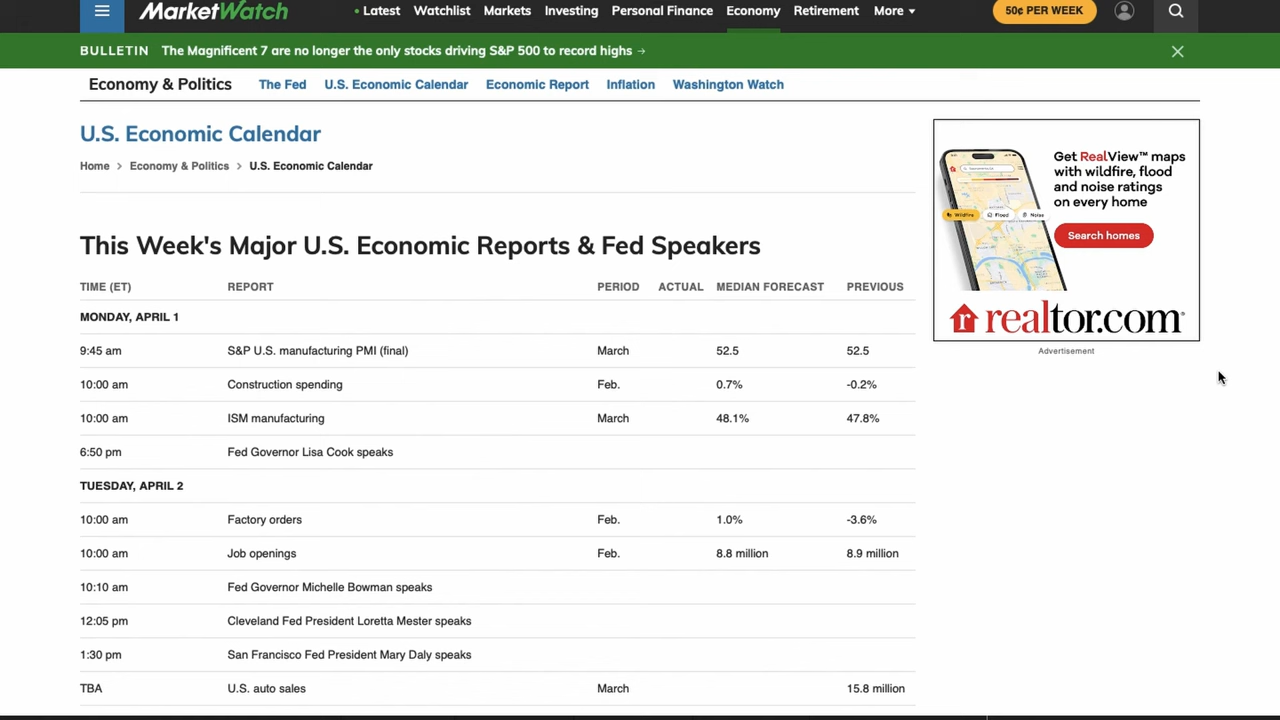 MarketWatch
• Latest Watchlist Markets Investing Personal Finance Economy Retirement More
50¢ PER WEEK
BULLETIN The Magnificent 7 are no longer the only stocks driving S&P 500 to record highs →
Economy & Politics The Fed U.S. Economic Calendar Economic Report Inflation Washington Watch
U.S. Economic Calendar
Home > Economy & Politics > U.S. Economic Calendar
This Week's Major U.S. Economic Reports & Fed Speakers
TIME (ET) REPORT PERIOD ACTUAL MEDIAN FORECAST PREVIOUS
MONDAY, APRIL 1
9:45 am S&P U.S. manufacturing PMI (final) March 52.5 52.5
10:00 am Construction spending Feb. 0.7% -0.2%
10:00 am ISM manufacturing March 48.1% 47.8%
6:50 pm Fed Governor Lisa Cook speaks
TUESDAY, APRIL 2
10:00 am Factory orders Feb. 1.0% -3.6%
10:00 am Job openings Feb. 8.8 million 8.9 million
10:10 am Fed Governor Michelle Bowman speaks
12:05 pm Cleveland Fed President Loretta Mester speaks
1:30 pm San Francisco Fed President Mary Daly speaks
TBA U.S. auto sales March 15.8 million
Get RealView™ maps
with wildfire, flood
and noise ratings
on every home
Wildfire Flood Noise
Search homes
realtor.com
Advertisement